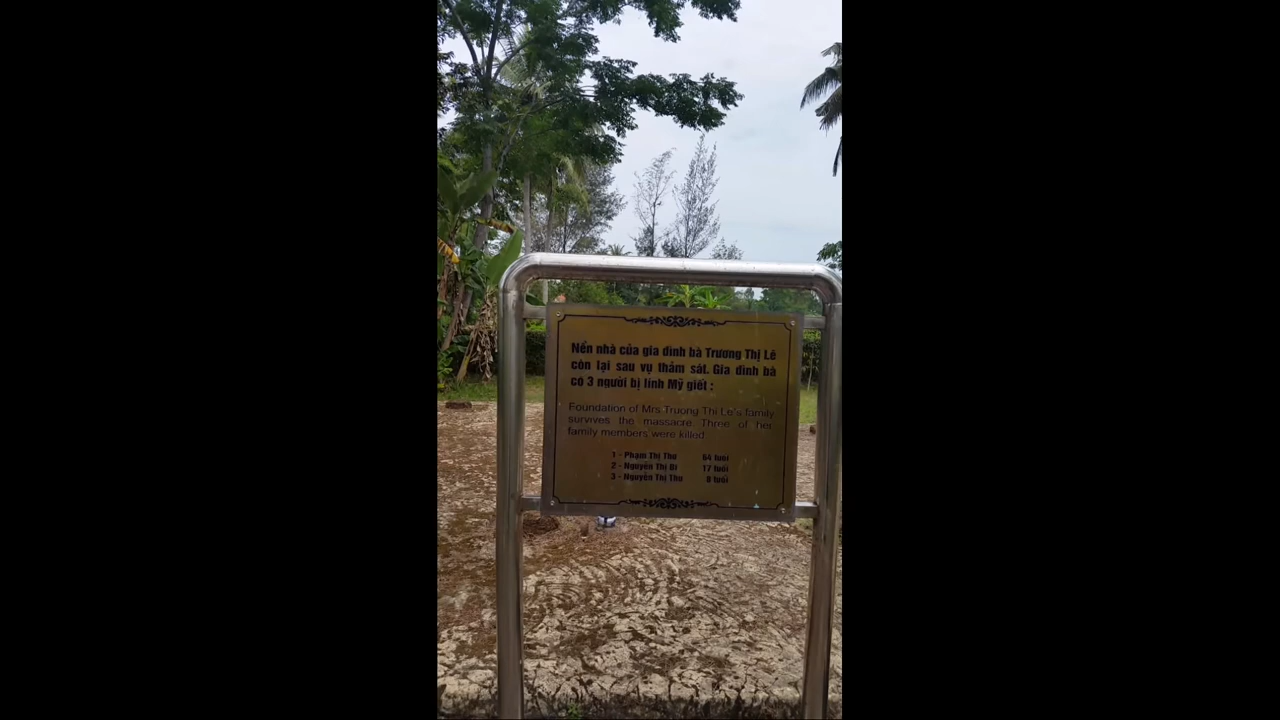 Nền nhà của gia đình bà Trương Thị Lê
còn lại sau vụ thảm sát. Gia đình bà
có 3 người bị lính Mỹ giết :
Foundation of Mrs Truong Thi Le's family
survives the massacre. Three of her
family members were killed
1 - Phạm Thị Thọ 64 tuổi
2 - Nguyễn Thị Bi 17 tuổi
3 - Nguyễn Thị Thu 8 tuổi